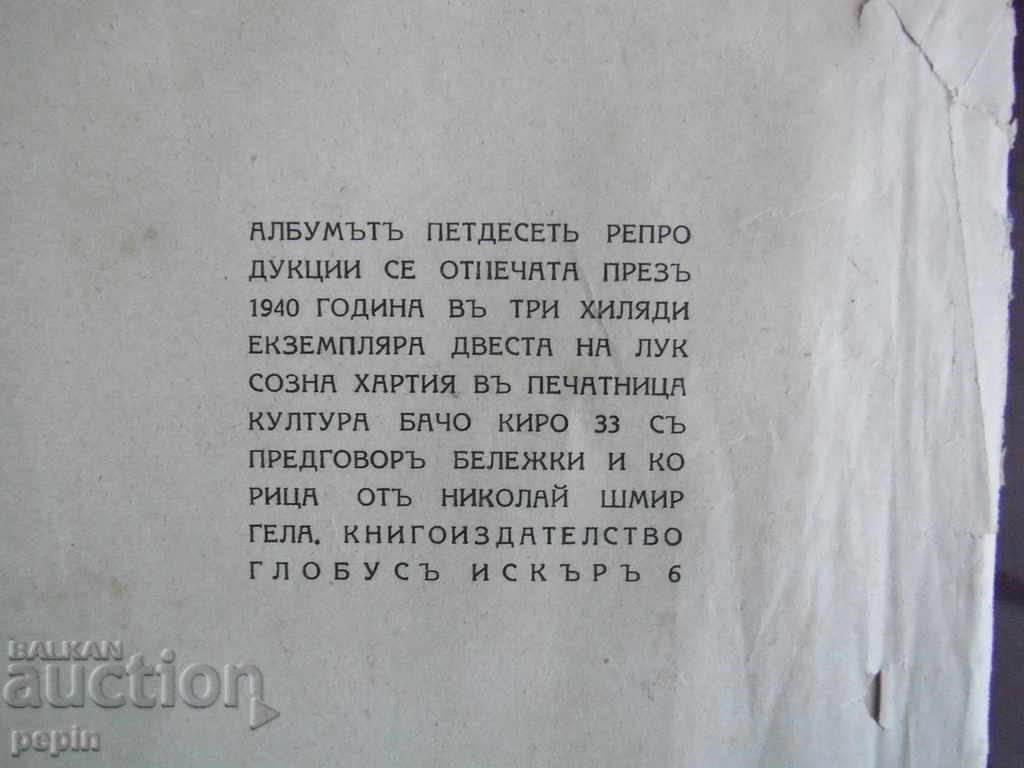 АЛБУМЪТЪ ПЕТДЕСЕТЬ РЕПРО
ДУКЦИИ СЕ ОТПЕЧАТА ПРЕЗЪ
1940 ГОДИНА ВЪ ТРИ ХИЛЯДИ
ЕКЗЕМПЛЯРА ДВЕСТА НА ЛУК
СОЗНА ХАРТИЯ ВЪ ПЕЧАТНИЦА
КУЛТУРА БАЧО КИРО 33 СЪ
ПРЕДГОВОРЪ БЕЛЕЖКИ И КО
РИЦА ОТЪ НИКОЛАЙ ШМИР
ГЕЛА. КНИГОИЗДАТЕЛСТВО
ГЛОБУСЪ ИСКЪРЪ 6
BALKAN
auction
pepin